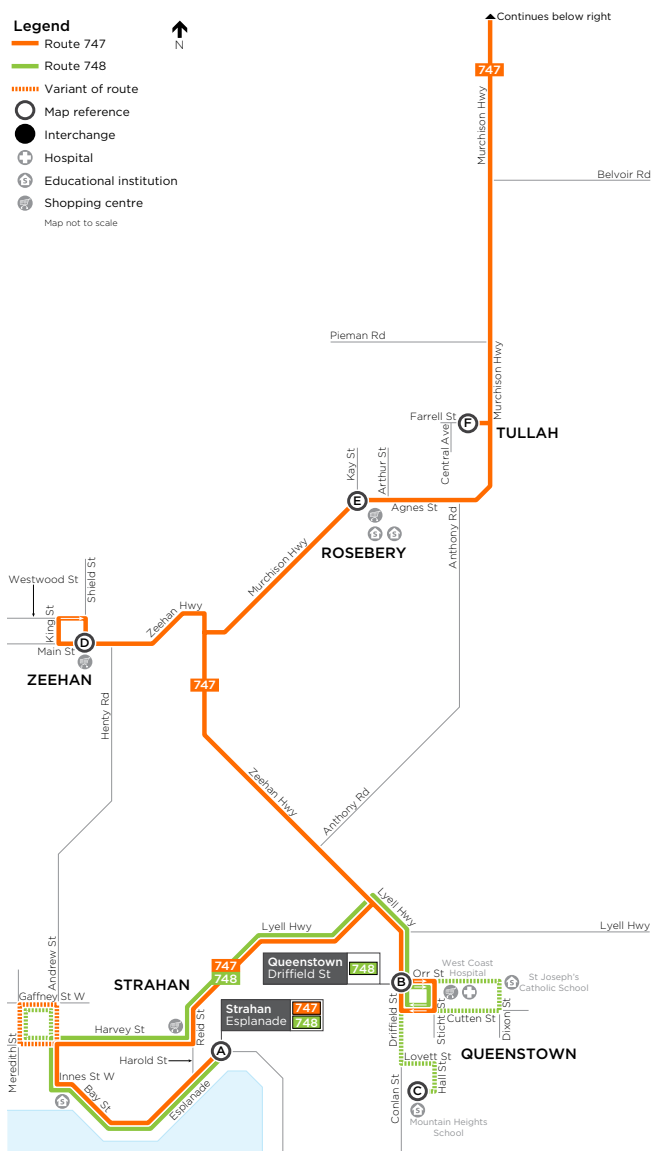 Legend
Route 747
Route 748
Variant of route
Map reference
Interchange
Hospital
Educational institution
Shopping centre
Map not to scale
N
Continues below right
747
Murchison Hwy
Belvoir Rd
Pieman Rd
Murchison Hwy
Farrell St
F
TULLAH
Central Ave
Kay St
Arthur St
E
Agnes St
ROSEBERY
Anthony Rd
Murchison Hwy
Westwood St
Shield St
King St
Zeehan Hwy
D
Main St
ZEEHAN
747
Henty Rd
Zeehan Hwy
Anthony Rd
Lyell Hwy
Lyell Hwy
Lyell Hwy
Andrew St
747
748
Queenstown
Driffield St
748
STRAHAN
Gaffney St W
B
Orr St
West Coast
Hospital
St Joseph's
Catholic School
Strahan
Esplanade
747
748
Harvey St
Reid St
Driffield St
Sticht St
Cutten St
Dixon St
QUEENSTOWN
Meredith St
Harold St
A
Lovett St
Hall St
Innes St W
Bay St
Esplanade
Conlan St
C
Mountain Heights
School